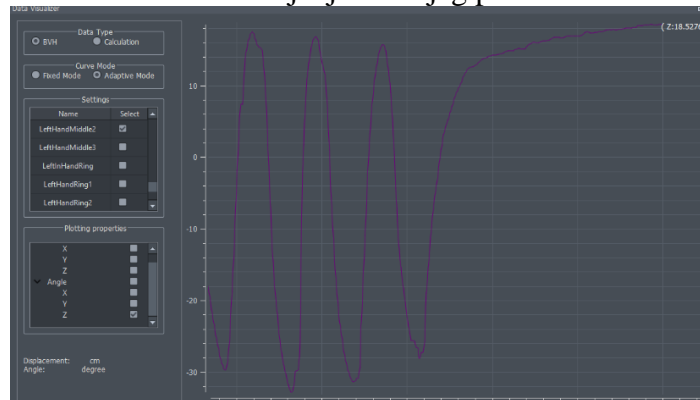 Data Visualizer
Data Type
BVH Calculation
Curve Mode
Fixed Mode Adaptive Mode
Settings
Name Select
LeftHandMiddle2
LeftHandMiddle3
LeftInHandRing
LeftHandRing1
LeftHandRing2
Plotting properties
X
Y
Z
Angle
X
Y
Z
Displacement: cm
Angle: degree
( Z:18.5276
10
0
-10
-20
-30